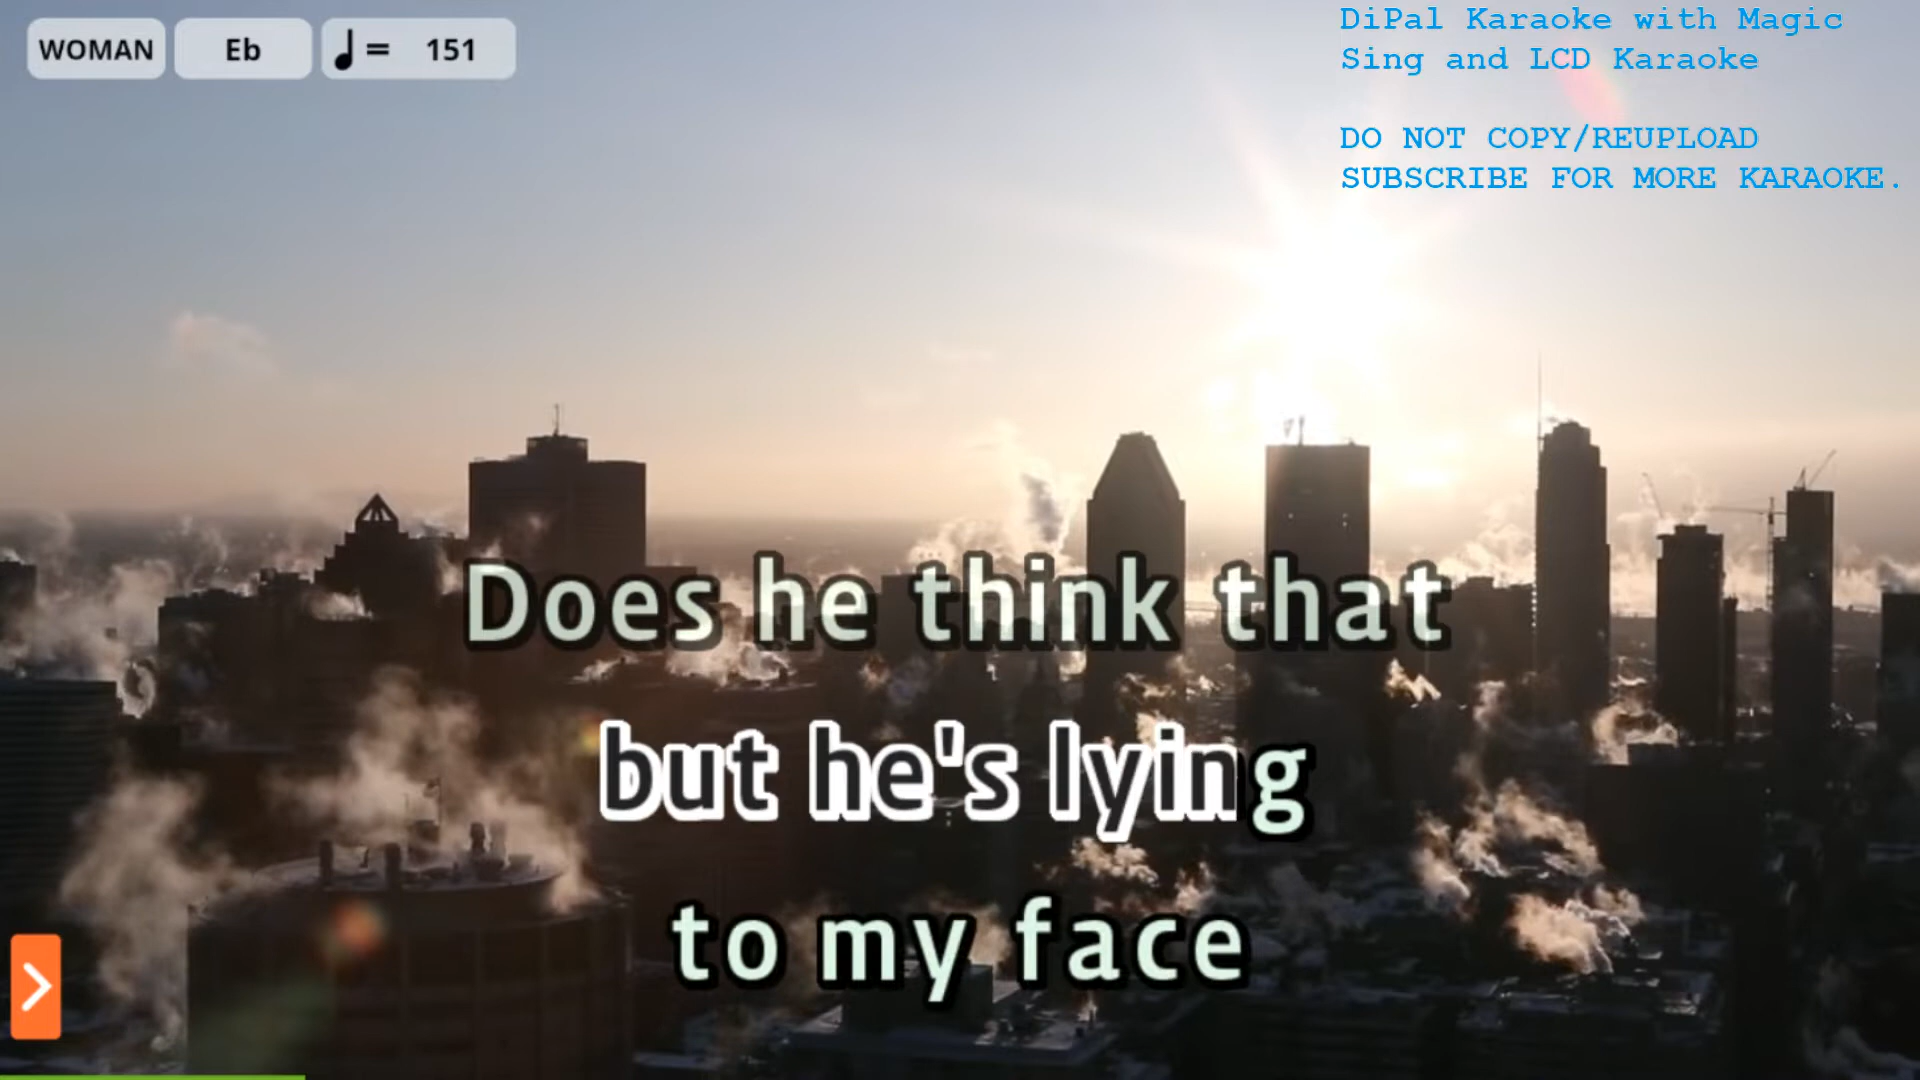 WOMAN Eb ♩ = 151
DiPal Karaoke with Magic
Sing and LCD Karaoke
DO NOT COPY/REUPLOAD
SUBSCRIBE FOR MORE KARAOKE.
Does he think that
but he's lying
to my face